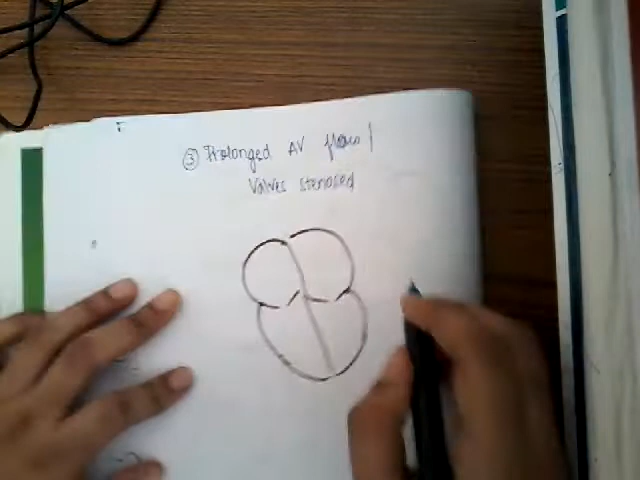 ③ Prolonged AV flow /
Valves stenosed